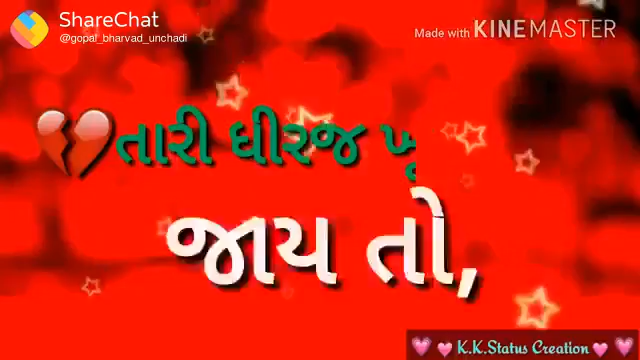 ShareChat
@gopal_bharvad_unchadi
Made with KINEMASTER
તારી ધીરજ
જાય તો,
K.K.Status Creation